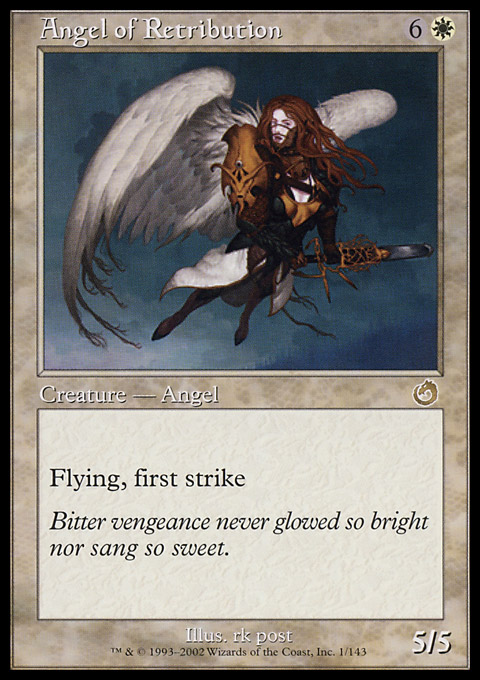 Angel of Retribution 6
Creature — Angel
Flying, first strike
Bitter vengeance never glowed so bright
nor sang so sweet.
Illus. rk post
™ & © 1993–2002 Wizards of the Coast, Inc. 1/143
5/5